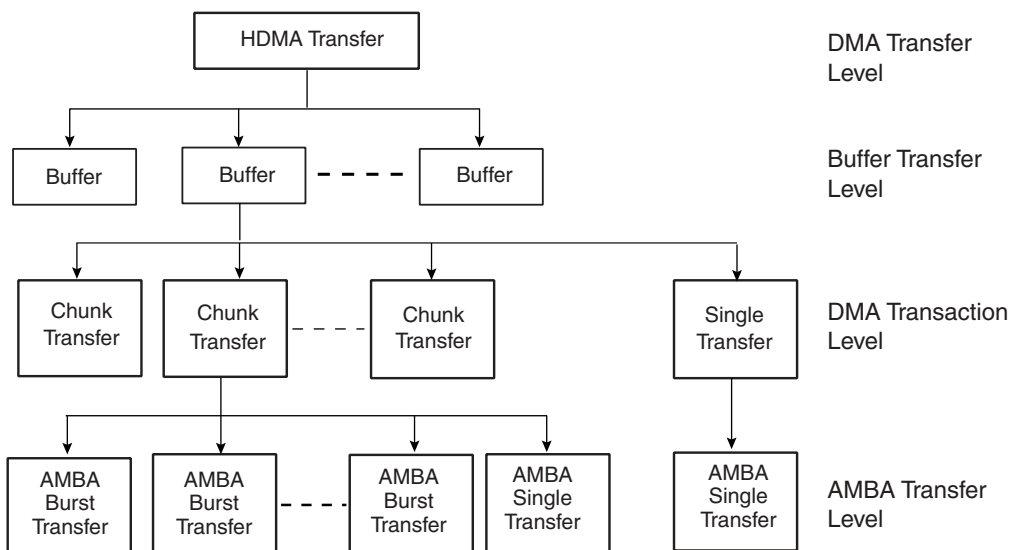 HDMA Transfer
DMA Transfer
Level
Buffer
Buffer
Buffer
Buffer Transfer
Level
Chunk
Transfer
Chunk
Transfer
Chunk
Transfer
Single
Transfer
DMA Transaction
Level
AMBA
Burst
Transfer
AMBA
Burst
Transfer
AMBA
Burst
Transfer
AMBA
Single
Transfer
AMBA
Single
Transfer
AMBA Transfer
Level